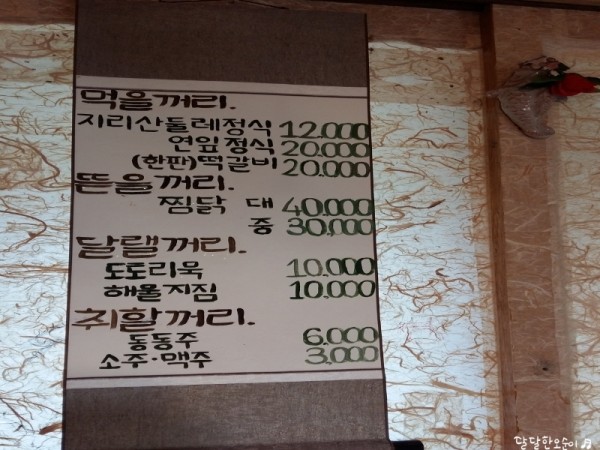 먹을꺼리.
지리산둘레정식 12.000
연잎정식 20.000
(한판)떡갈비 20.000
뜯을꺼리.
찜닭 대 40.000
중 30.000
달랠꺼리.
도토리묵 10.000
해물지짐 10.000
취할꺼리.
동동주 6.000
소주·맥주 3.000
달달한오순이